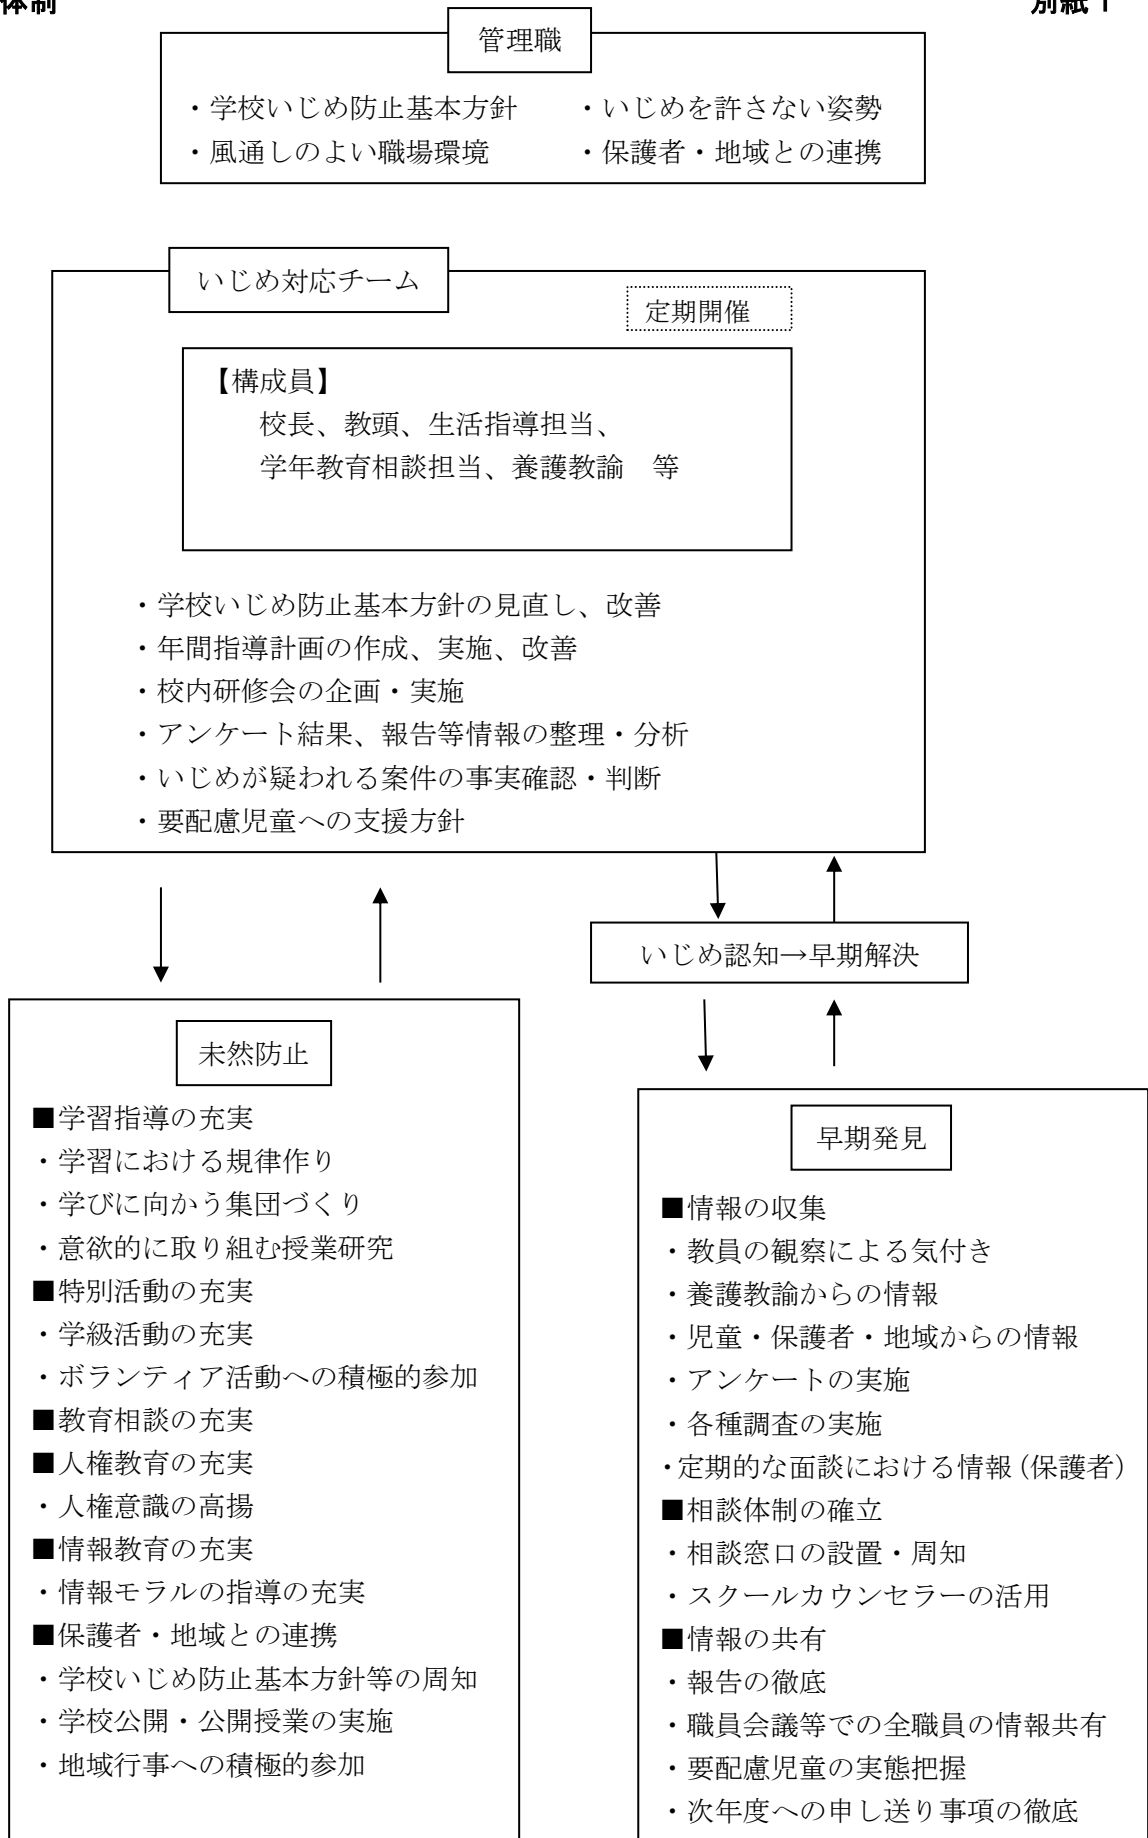 体制
別紙1
管理職
・学校いじめ防止基本方針　　・いじめを許さない姿勢
・風通しのよい職場環境　　　・保護者・地域との連携
いじめ対応チーム
定期開催
【構成員】
校長、教頭、生活指導担当、
学年教育相談担当、養護教諭　等
・学校いじめ防止基本方針の見直し、改善
・年間指導計画の作成、実施、改善
・校内研修会の企画・実施
・アンケート結果、報告等情報の整理・分析
・いじめが疑われる案件の事実確認・判断
・要配慮児童への支援方針
いじめ認知→早期解決
未然防止
■学習指導の充実
・学習における規律作り
・学びに向かう集団づくり
・意欲的に取り組む授業研究
■特別活動の充実
・学級活動の充実
・ボランティア活動への積極的参加
■教育相談の充実
■人権教育の充実
・人権意識の高揚
■情報教育の充実
・情報モラルの指導の充実
■保護者・地域との連携
・学校いじめ防止基本方針等の周知
・学校公開・公開授業の実施
・地域行事への積極的参加
早期発見
■情報の収集
・教員の観察による気付き
・養護教諭からの情報
・児童・保護者・地域からの情報
・アンケートの実施
・各種調査の実施
・定期的な面談における情報（保護者）
■相談体制の確立
・相談窓口の設置・周知
・スクールカウンセラーの活用
■情報の共有
・報告の徹底
・職員会議等での全職員の情報共有
・要配慮児童の実態把握
・次年度への申し送り事項の徹底